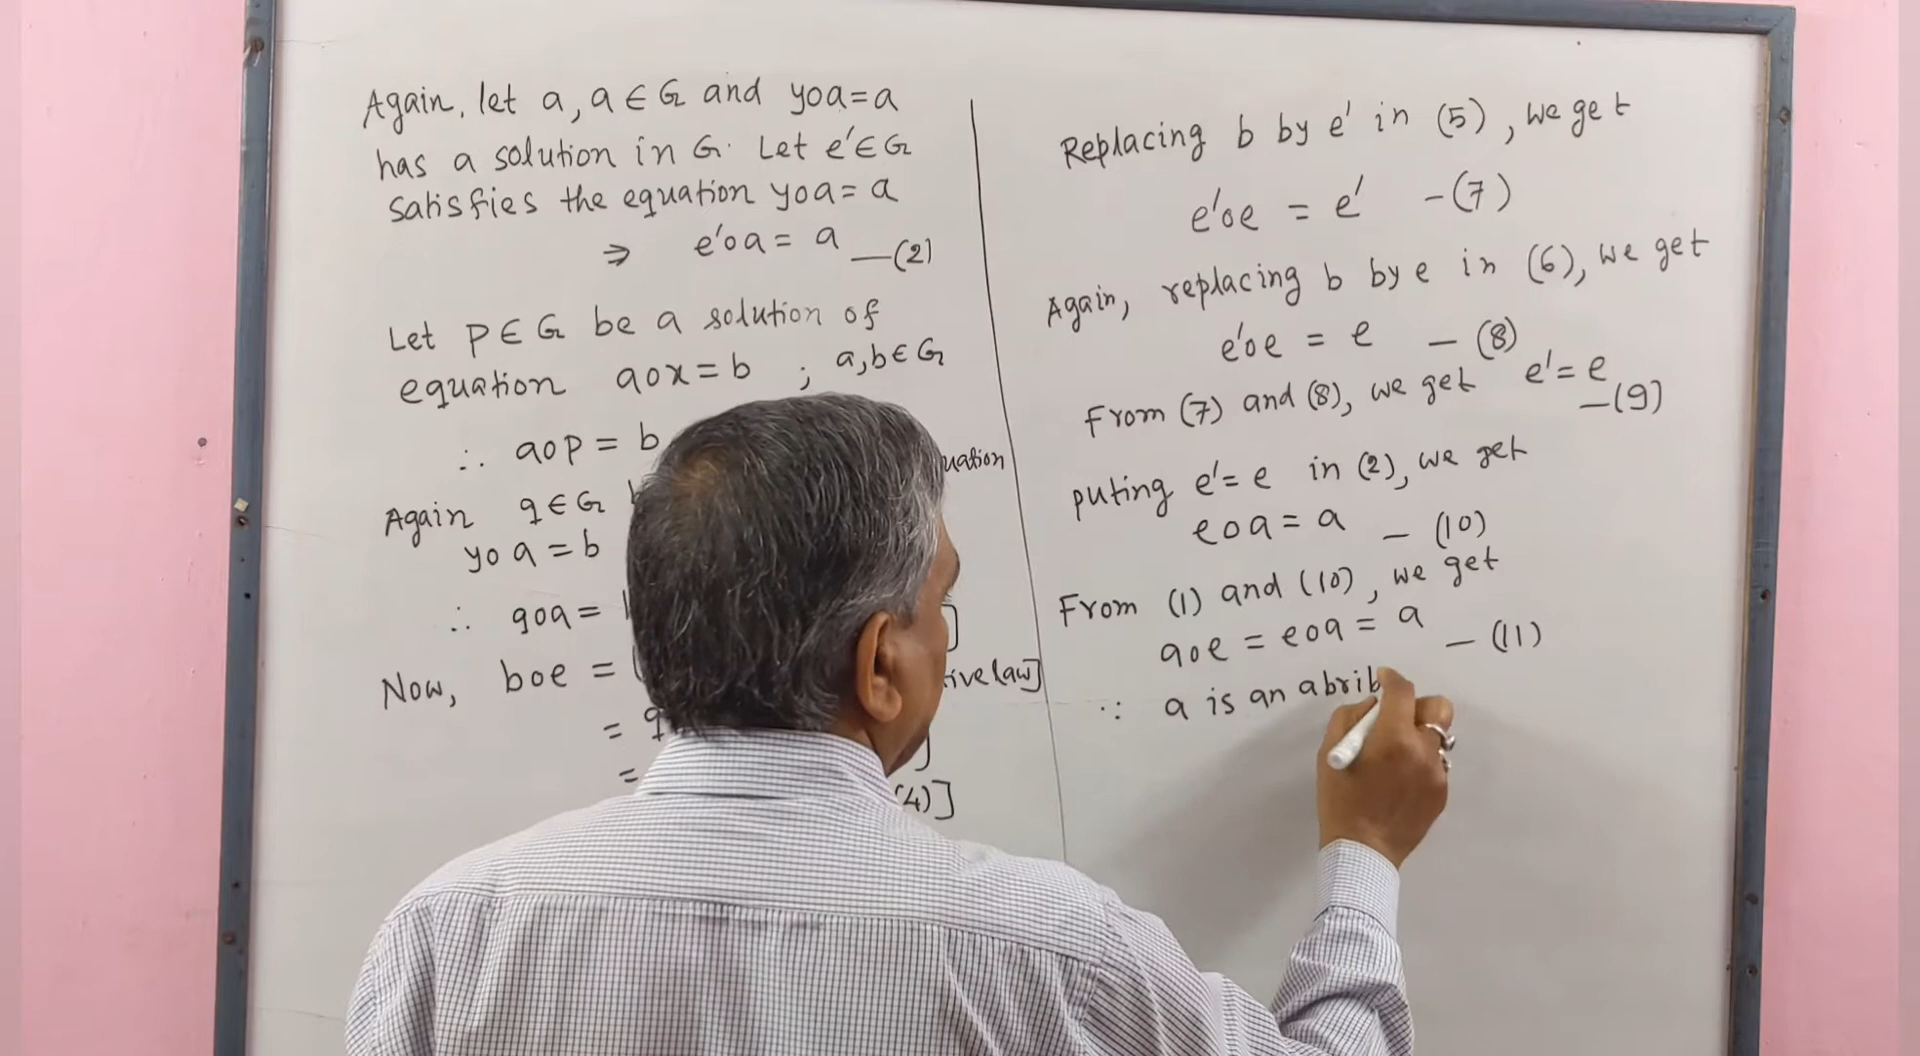 Again, let a, a ∈ G and yoa = a
has a solution in G. Let e' ∈ G
satisfies the equation yoa = a
⇒ e'oa = a —(2)
Let p ∈ G be a solution of
equation aox = b ; a, b ∈ G
∴ aop = b
Again q ∈ G
yoa = b
∴ qoa =
]
Now, boe = (
law]
= q
]
=
(4)]
Replacing b by e' in (5), we get
e'oe = e' -(7)
Again, replacing b by e in (6), we get
e'oe = e — (8)
From (7) and (8), we get e' = e
—(9)
puting e' = e in (2), we get
eoa = a — (10)
From (1) and (10), we get
aoe = eoa = a — (11)
∵ a is an abrib